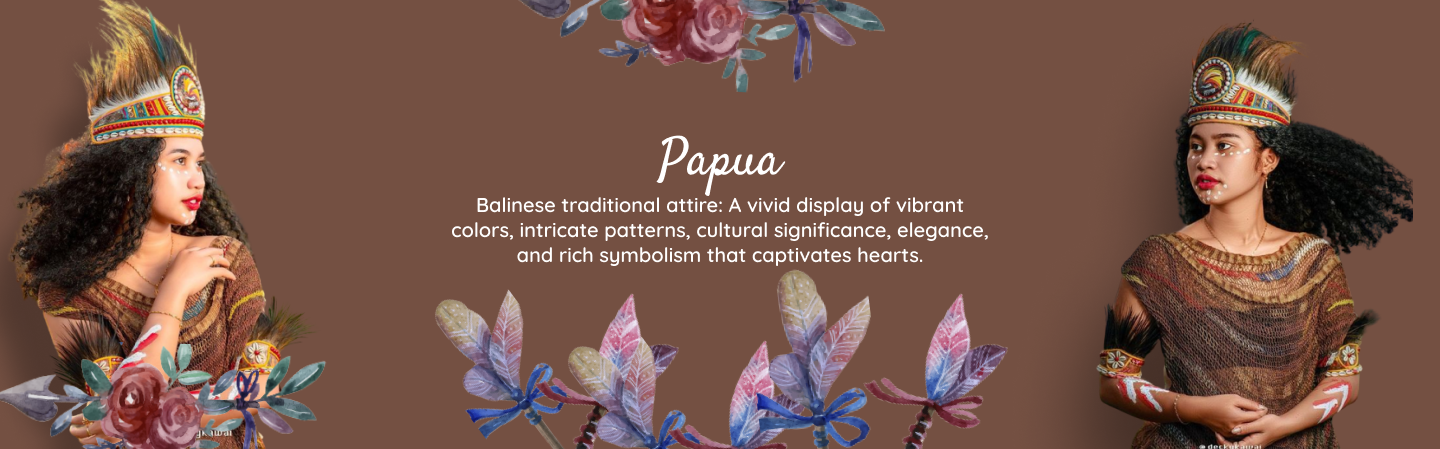 Papua
Balinese traditional attire: A vivid display of vibrant
colors, intricate patterns, cultural significance, elegance,
and rich symbolism that captivates hearts.